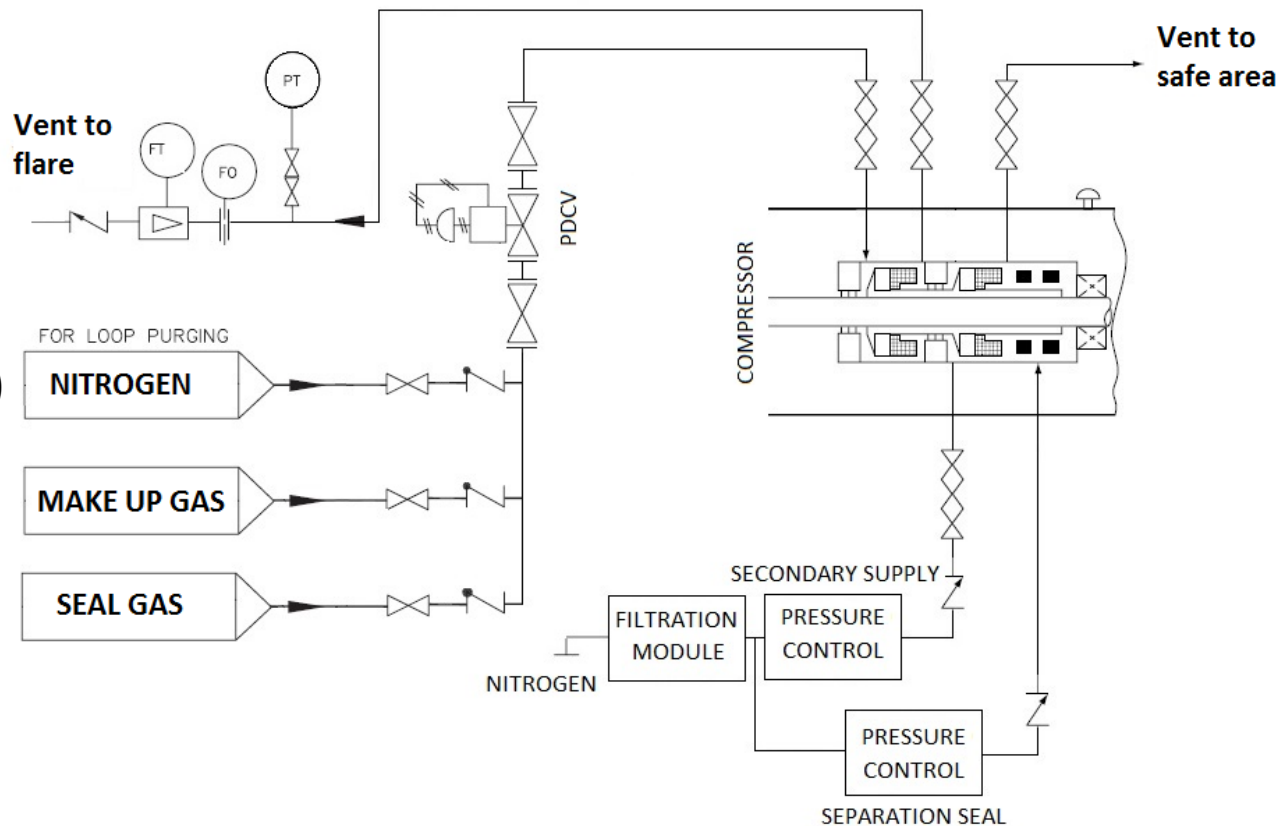 Vent to
safe area
PT
Vent to
flare
FT
FO
PDCV
COMPRESSOR
FOR LOOP PURGING
NITROGEN
)
MAKE UP GAS
SEAL GAS
SECONDARY SUPPLY
FILTRATION
MODULE
PRESSURE
CONTROL
NITROGEN
PRESSURE
CONTROL
SEPARATION SEAL